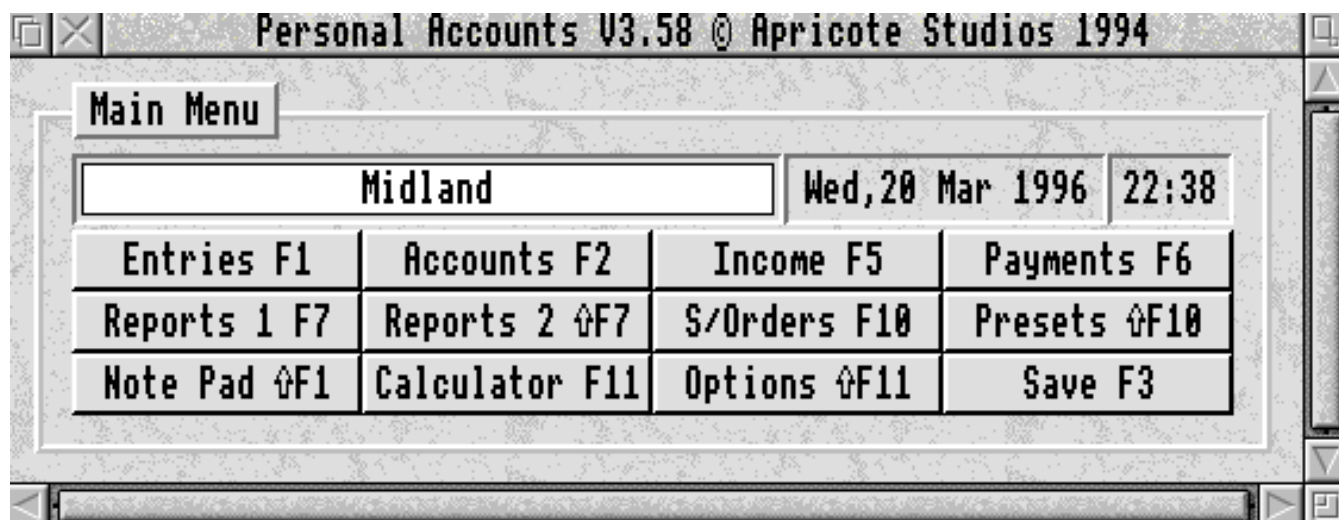 Personal Accounts V3.58 © Apricote Studios 1994
Main Menu
Midland Wed,20 Mar 1996 22:38
Entries F1 Accounts F2 Income F5 Payments F6
Reports 1 F7 Reports 2 ⇧F7 S/Orders F10 Presets ⇧F10
Note Pad ⇧F1 Calculator F11 Options ⇧F11 Save F3